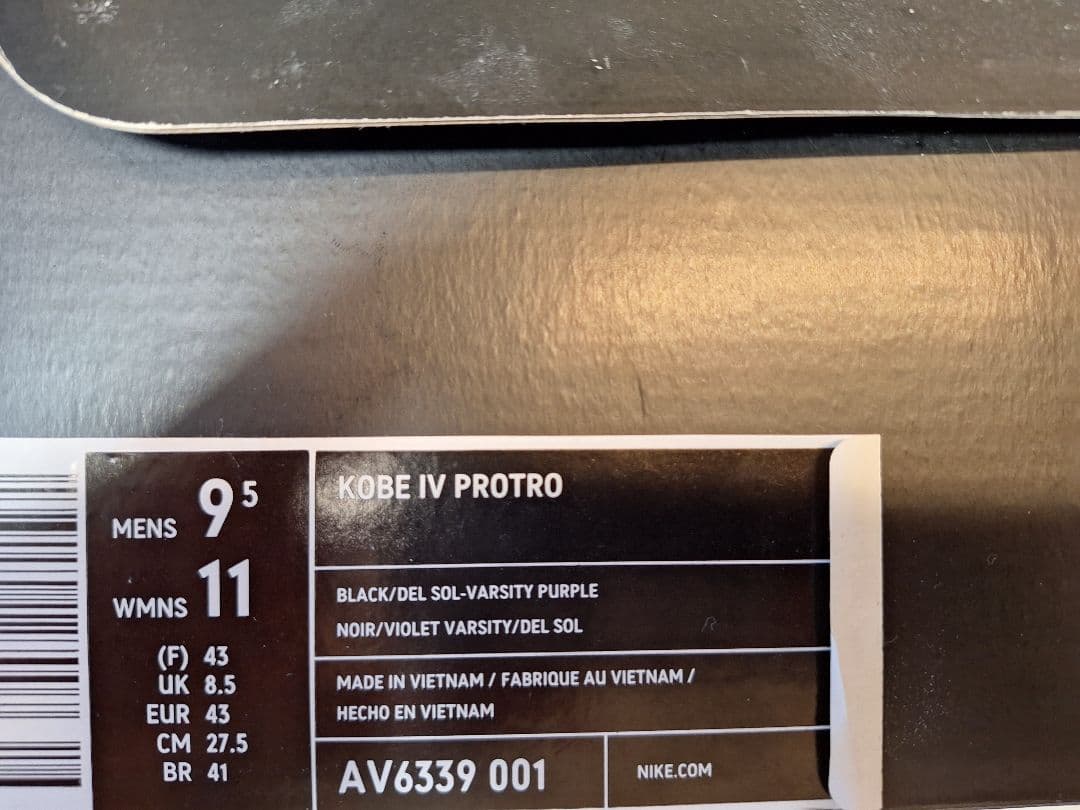 MENS 9 5
WMNS 11
(F) 43
UK 8.5
EUR 43
CM 27.5
BR 41
KOBE IV PROTRO
BLACK/DEL SOL-VARSITY PURPLE
NOIR/VIOLET VARSITY/DEL SOL
MADE IN VIETNAM / FABRIQUE AU VIETNAM /
HECHO EN VIETNAM
AV6339 001
NIKE.COM